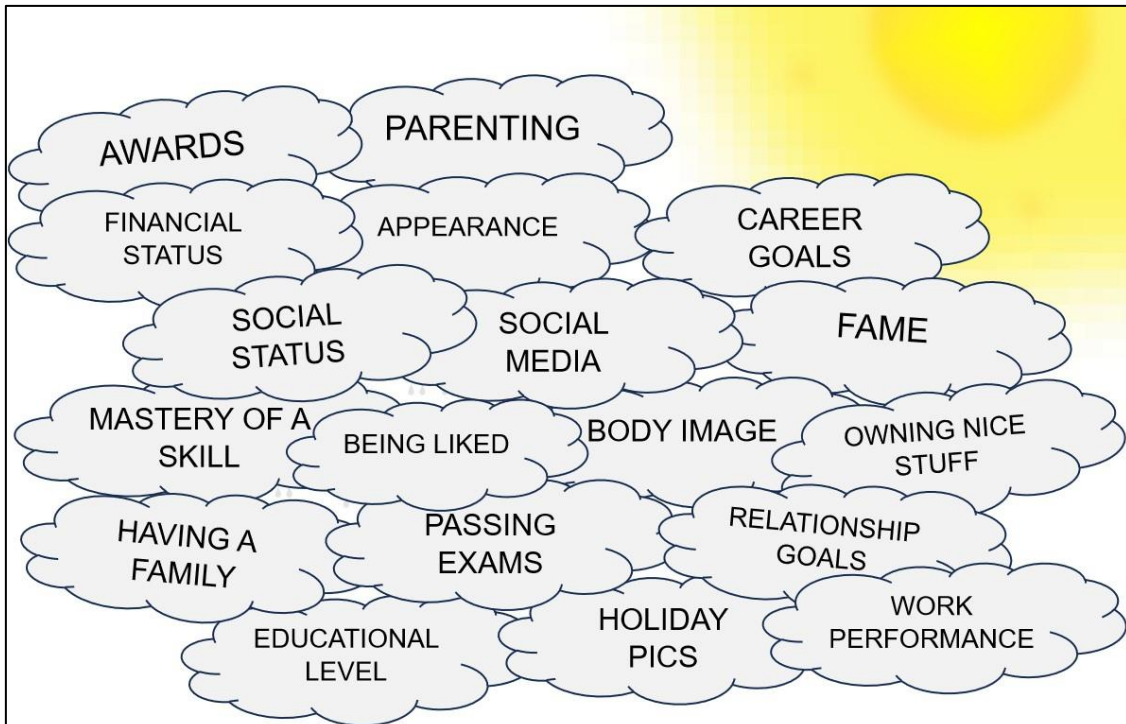 AWARDS
PARENTING
FINANCIAL
STATUS
APPEARANCE
CAREER
GOALS
SOCIAL
STATUS
SOCIAL
MEDIA
FAME
MASTERY OF A
SKILL
BEING LIKED
BODY IMAGE
OWNING NICE
STUFF
HAVING A
FAMILY
PASSING
EXAMS
RELATIONSHIP
GOALS
EDUCATIONAL
LEVEL
HOLIDAY
PICS
WORK
PERFORMANCE